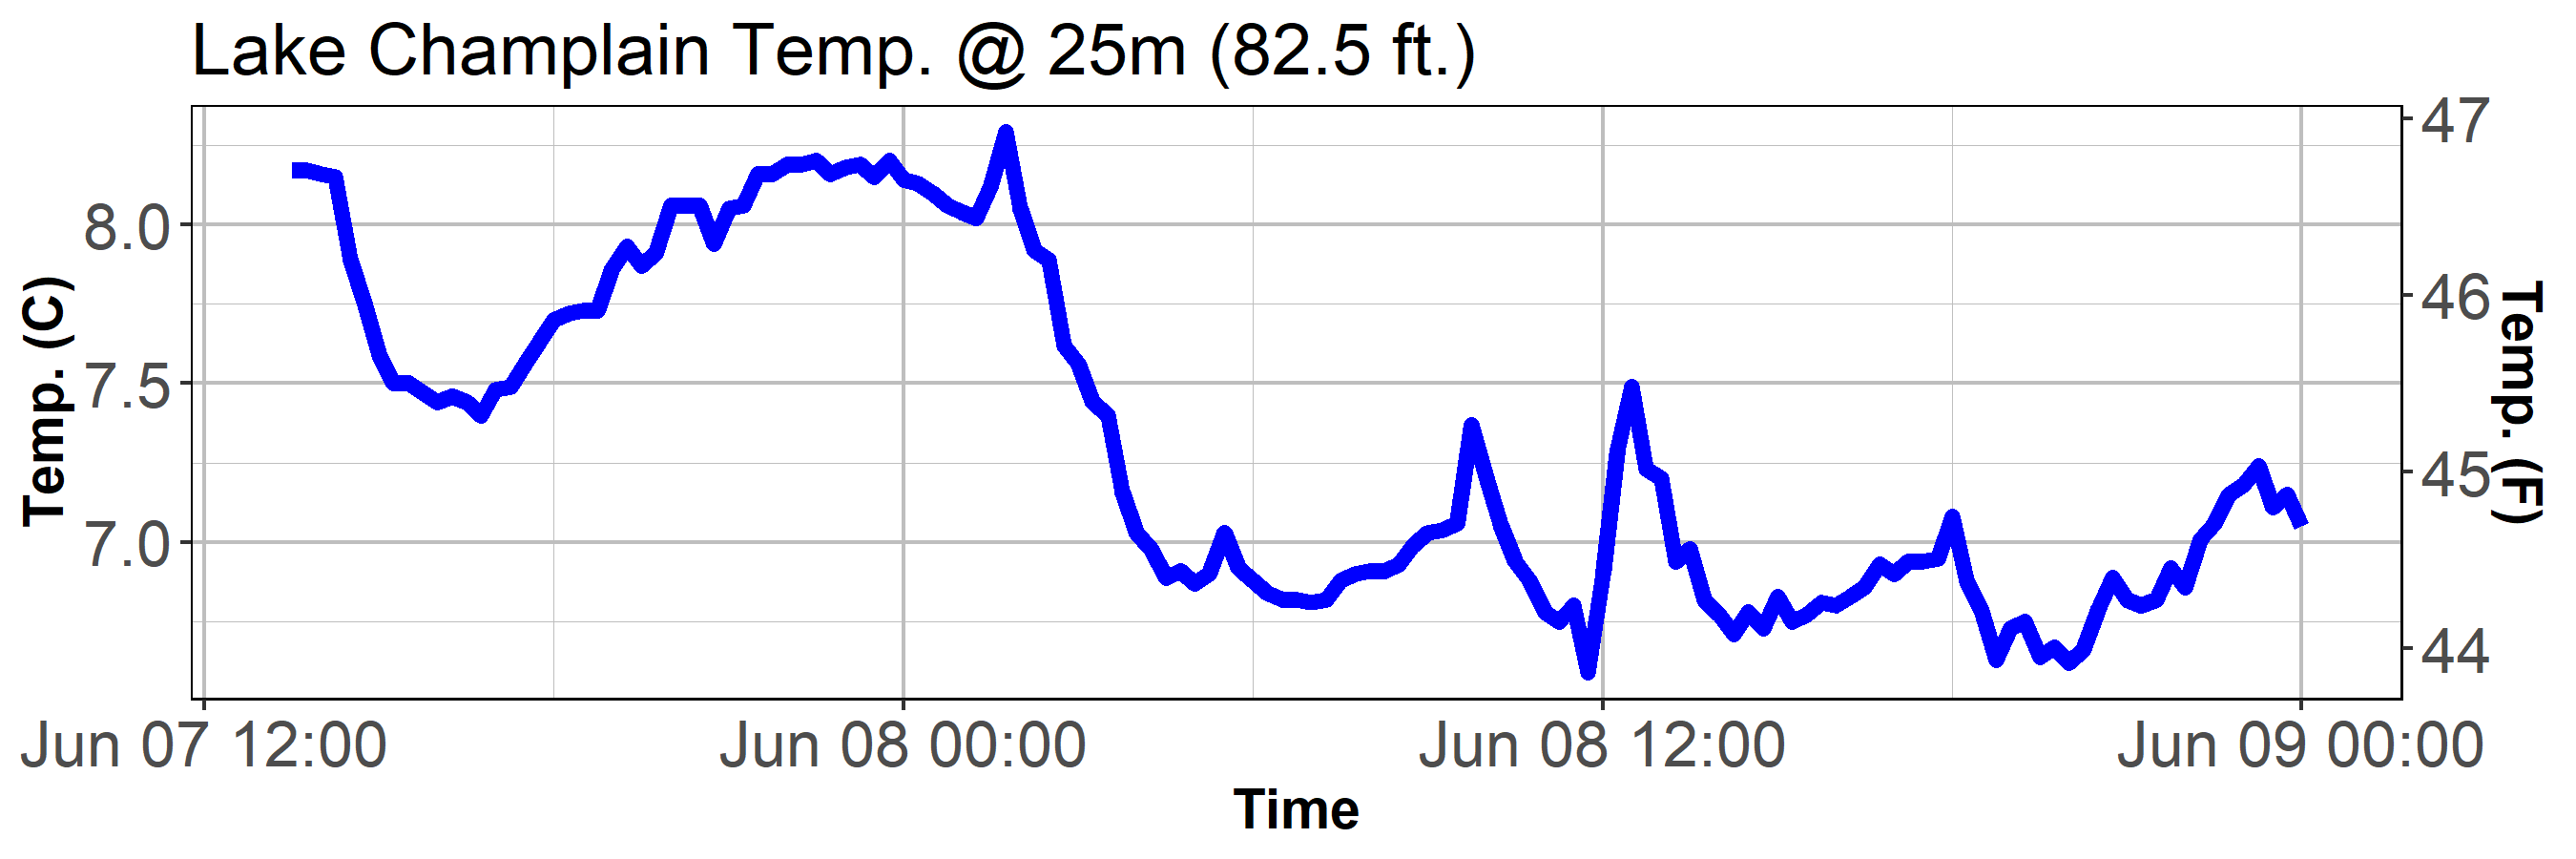 Lake Champlain Temp. @ 25m (82.5 ft.)
Temp. (C)
8.0
7.5
7.0
47
46
45
44
Temp. (F)
Jun 07 12:00 Jun 08 00:00 Jun 08 12:00 Jun 09 00:00
Time